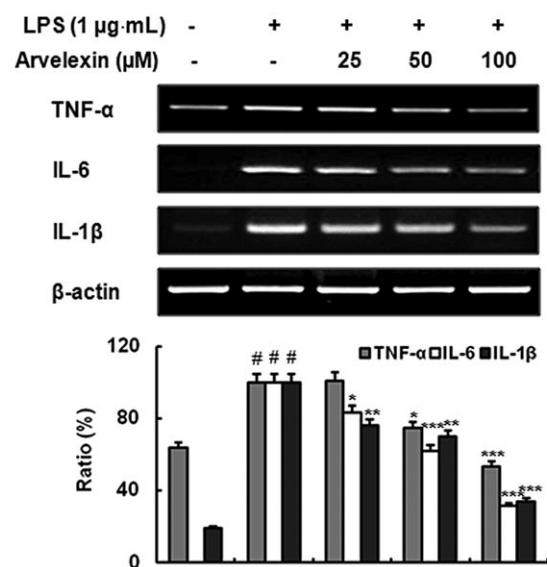 LPS (1 µg·mL) - + + + +
Arvelexin (µM) - - 25 50 100
TNF-α
IL-6
IL-1β
β-actin
120
80
40
0
Ratio (%)
TNF-α IL-6 IL-1β
# # #
* **
* *** **
*** *** ***